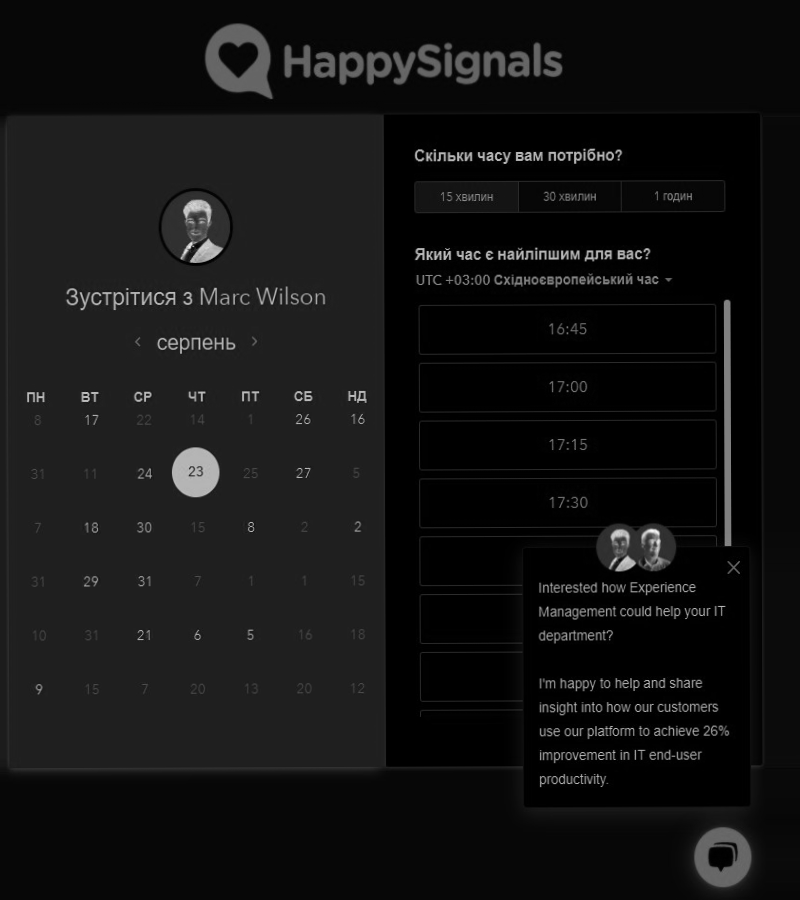 HappySignals
Зустрітися з Marc Wilson
серпень
ПН ВТ СР ЧТ ПТ СБ НД
8 17 22 14 1 26 16
31 11 24 23 25 27 5
7 18 30 15 8 2 2
31 29 31 7 1 1 15
10 31 21 6 5 16 18
9 15 7 20 13 20 12
Скільки часу вам потрібно?
15 хвилин 30 хвилин 1 годин
Який час є найліпшим для вас?
UTC +03:00 Східноєвропейський час
16:45
17:00
17:15
17:30
Interested how Experience
Management could help your IT
department?
I'm happy to help and share
insight into how our customers
use our platform to achieve 26%
improvement in IT end-user
productivity.